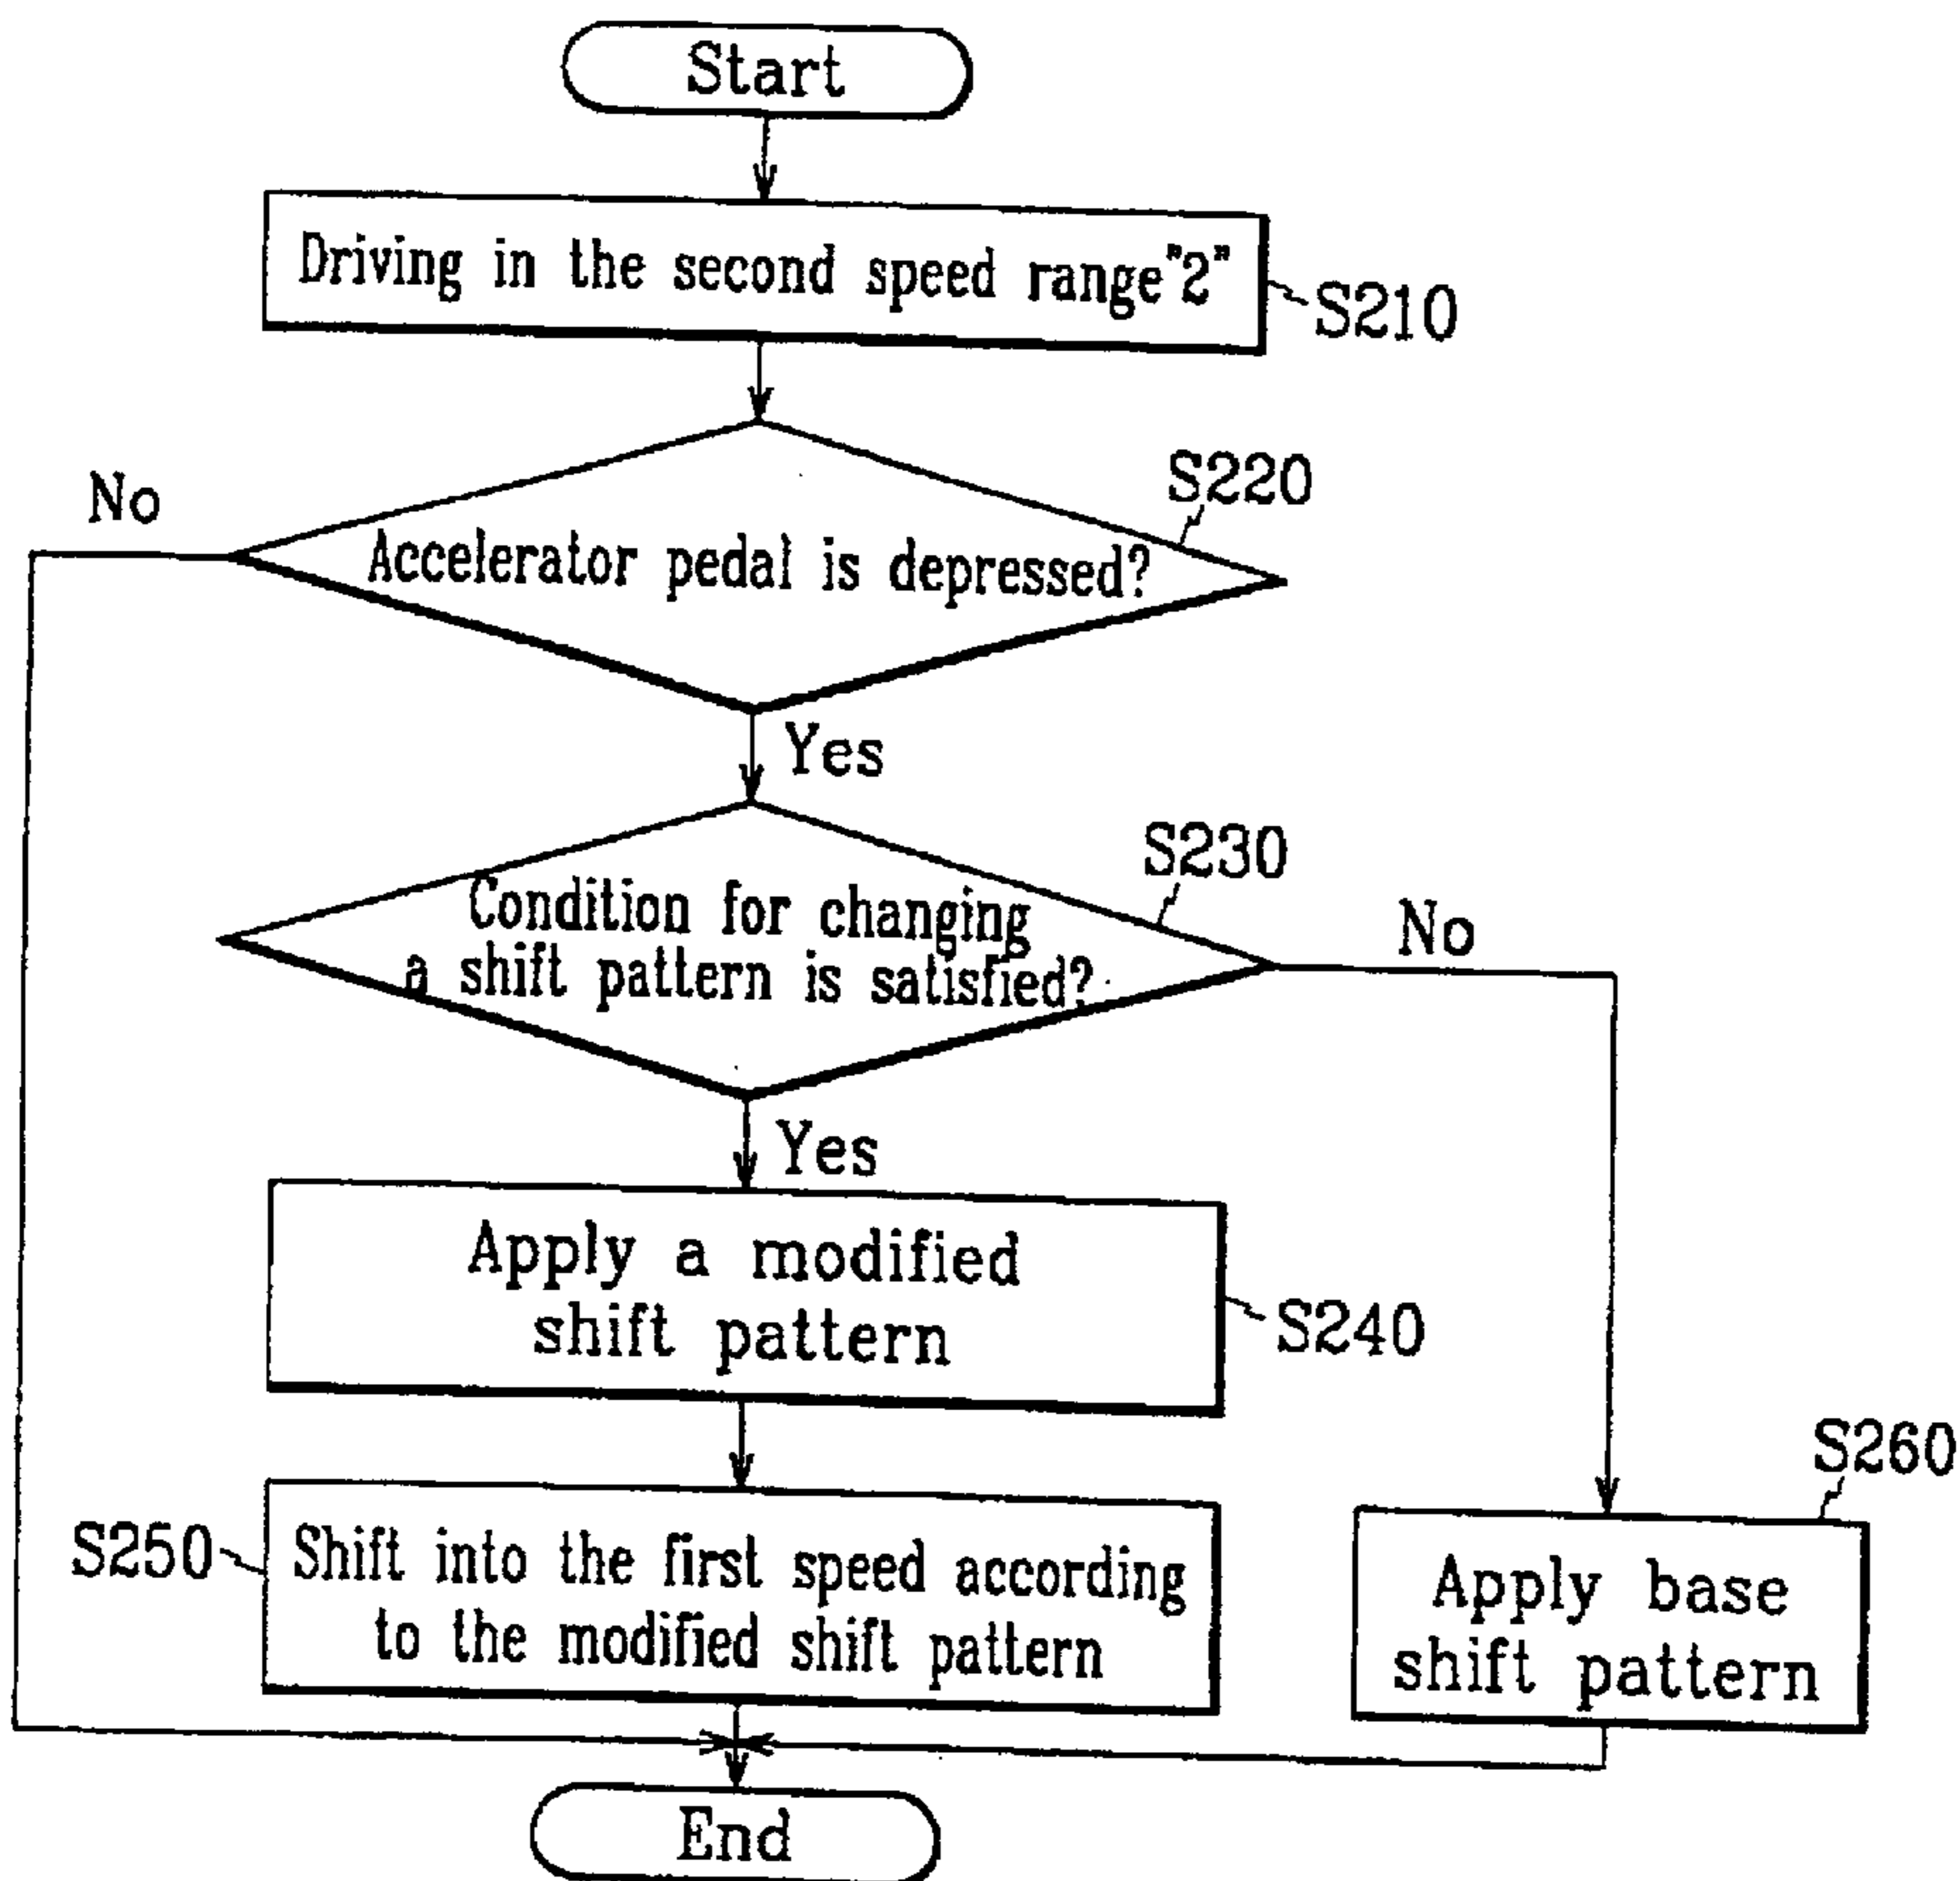 Start
Driving in the second speed range"2"
S210
S220
No
Accelerator pedal is depressed?
Yes
S230
Condition for changing
a shift pattern is satisfied?
No
Yes
Apply a modified
shift pattern
S240
S260
S250
Shift into the first speed according
to the modified shift pattern
Apply base
shift pattern
End